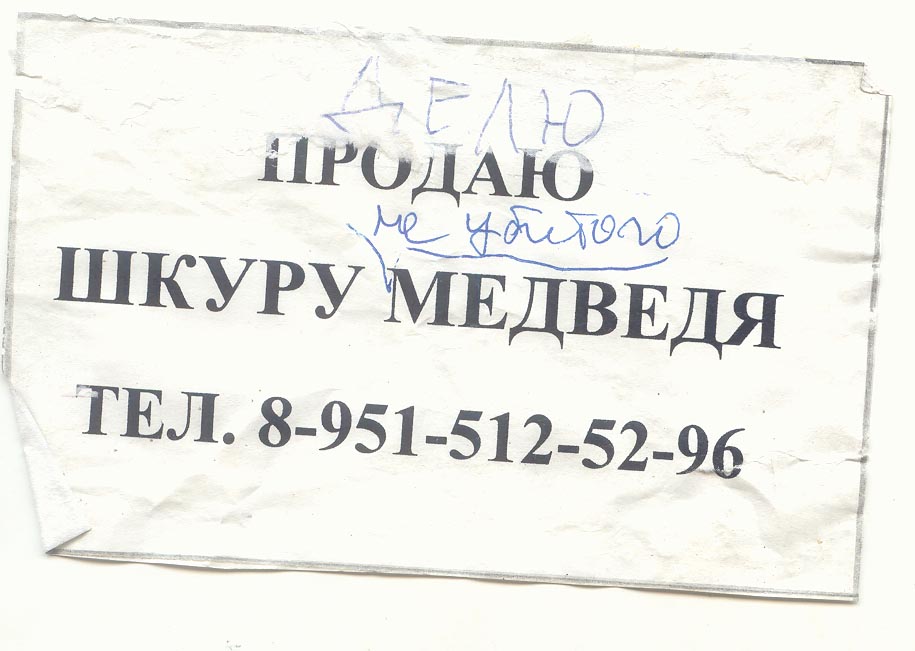 ДЕЛЮ
ПРОДАЮ
не убитого
ШКУРУ МЕДВЕДЯ
ТЕЛ. 8-951-512-52-96